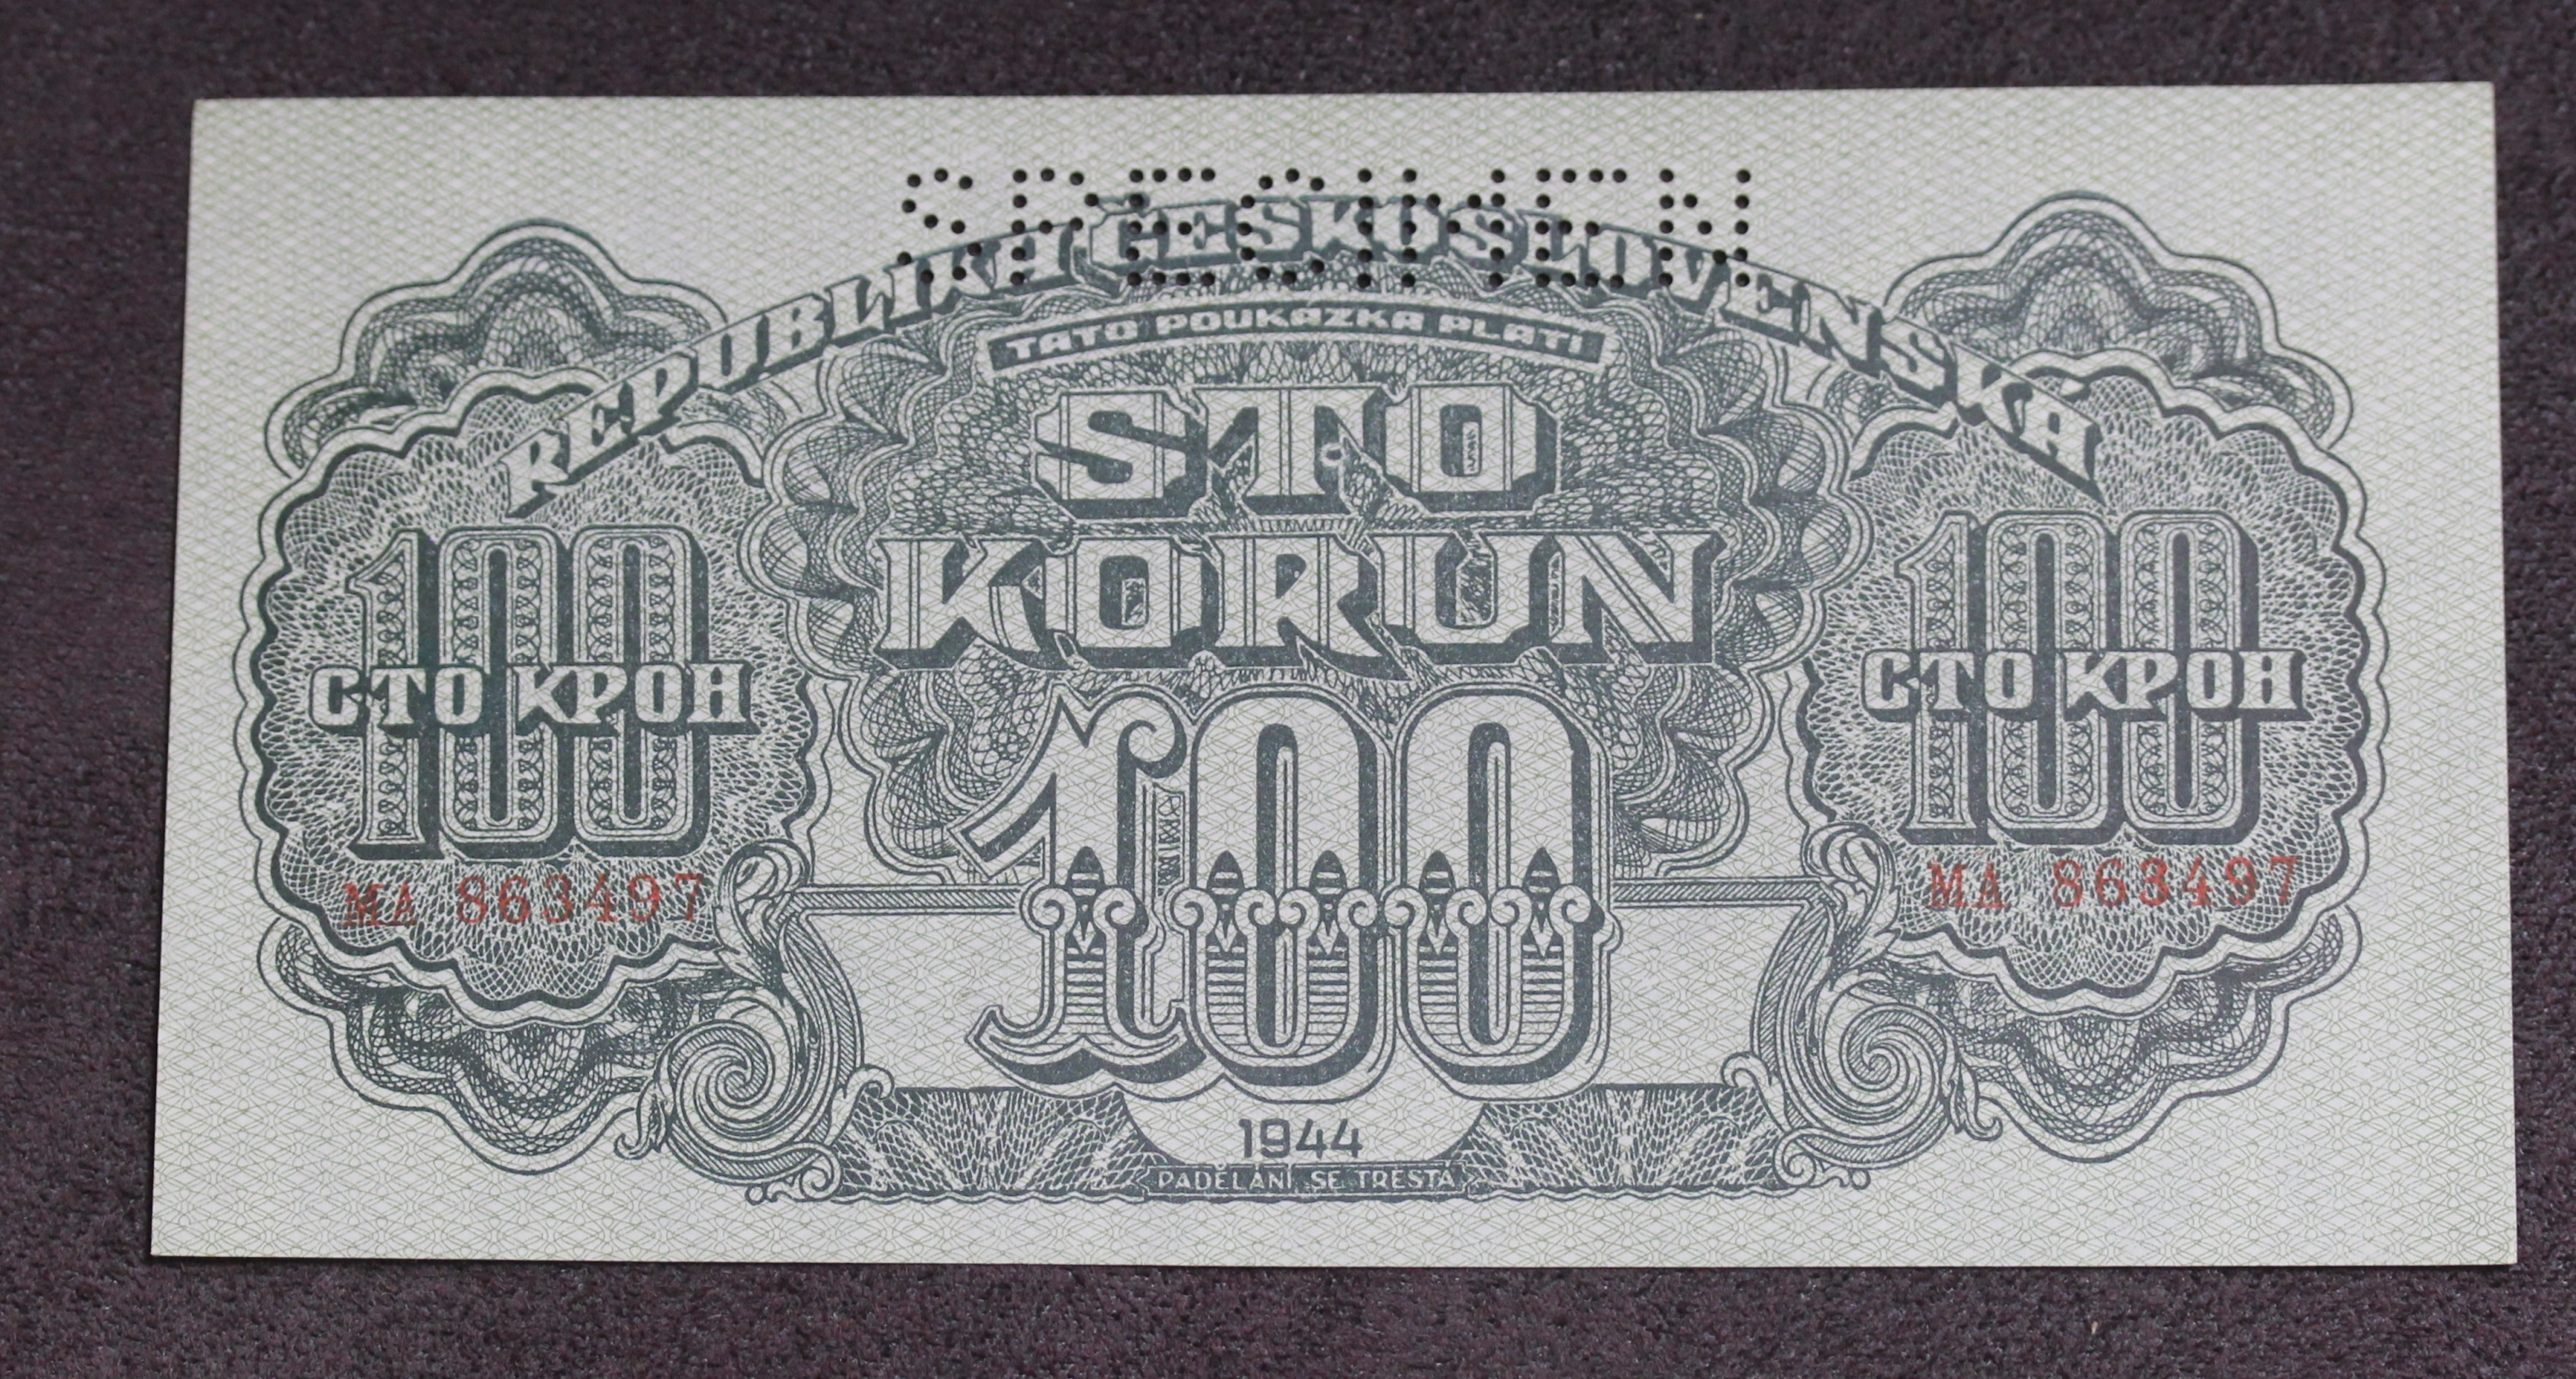 SPECIMEN
REPUBLIKA ČESKOSLOVENSKÁ
TATO POUKÁZKA PLATÍ
STO
KORUN
100
СТО КРОН
100
СТО КРОН
100
MA 863497
MA 863497
1944
PADĚLÁNÍ SE TRESTÁ